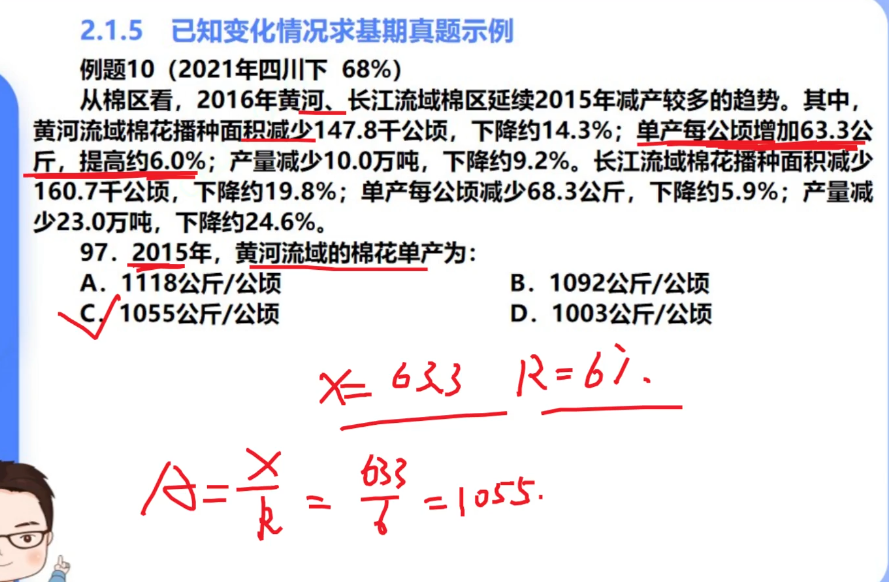 2.1.5 已知变化情况求基期真题示例
例题10（2021年四川下 68%）
从棉区看，2016年黄河、长江流域棉区延续2015年减产较多的趋势。其中，
黄河流域棉花播种面积减少147.8千公顷，下降约14.3%；单产每公顷增加63.3公
斤，提高约6.0%；产量减少10.0万吨，下降约9.2%。长江流域棉花播种面积减少
160.7千公顷，下降约19.8%；单产每公顷减少68.3公斤，下降约5.9%；产量减
少23.0万吨，下降约24.6%。
97．2015年，黄河流域的棉花单产为：
A．1118公斤/公顷 B．1092公斤/公顷
C．1055公斤/公顷 D．1003公斤/公顷
X= 63.3 R=6%.
A=X/R = 633/6 =1055.